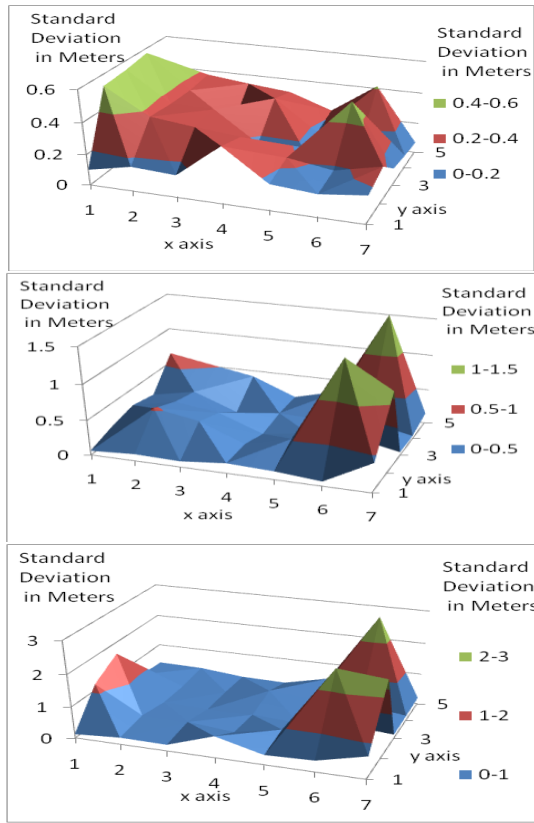 Standard
Deviation
in Meters
0.6
0.4
0.2
0
1
2
3
4
5
6
7
x axis
1
3
5
y axis
Standard
Deviation
in Meters
0.4-0.6
0.2-0.4
0-0.2
Standard
Deviation
in Meters
1.5
1
0.5
0
1
2
3
4
5
6
7
x axis
1
3
5
y axis
Standard
Deviation
in Meters
1-1.5
0.5-1
0-0.5
Standard
Deviation
in Meters
3
2
1
0
1
2
3
4
5
6
7
x axis
1
3
5
y axis
Standard
Deviation
in Meters
2-3
1-2
0-1